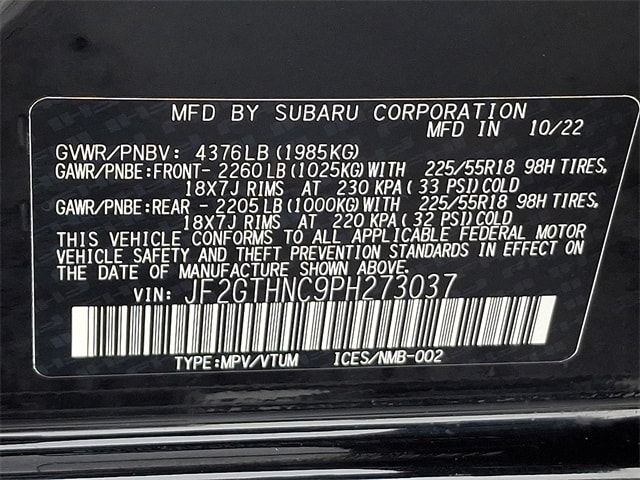 MFD BY SUBARU CORPORATION
MFD IN 10/22
GVWR/PNBV: 4376LB (1985KG)
GAWR/PNBE:FRONT- 2260LB (1025KG) WITH 225/55R18 98H TIRES,
18X7J RIMS AT 230 KPA( 33 PSI)COLD
GAWR/PNBE:REAR - 2205LB (1000KG) WITH 225/55R18 98H TIRES,
18X7J RIMS AT 220 KPA( 32 PSI)COLD
THIS VEHICLE CONFORMS TO ALL APPLICABLE FEDERAL MOTOR
VEHICLE SAFETY AND THEFT PREVENTION STANDARDS IN EFFECT ON
THE DATE OF MANUFACTURE SHOWN ABOVE.
VIN: JF2GTHNC9PH273037
TYPE:MPV/VTUM ICES/NMB-002